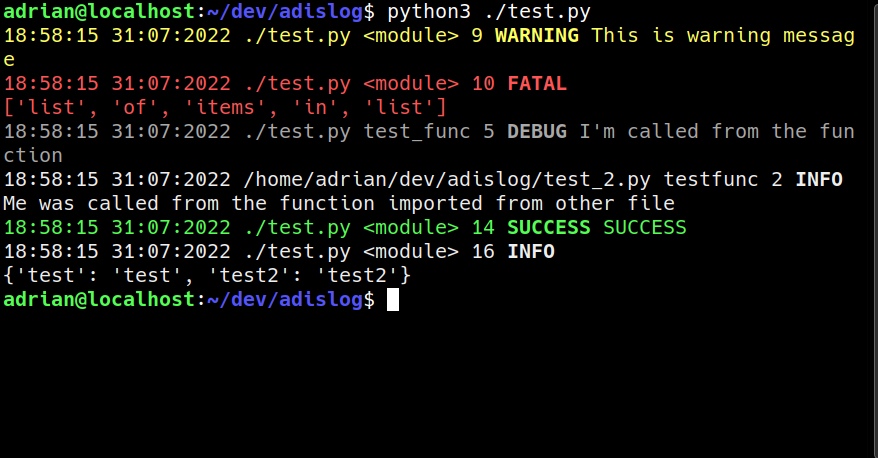 adrian@localhost:~/dev/adislog$ python3 ./test.py
18:58:15 31:07:2022 ./test.py <module> 9 WARNING This is warning messag
e
18:58:15 31:07:2022 ./test.py <module> 10 FATAL
['list', 'of', 'items', 'in', 'list']
18:58:15 31:07:2022 ./test.py test_func 5 DEBUG I'm called from the fun
ction
18:58:15 31:07:2022 /home/adrian/dev/adislog/test_2.py testfunc 2 INFO
Me was called from the function imported from other file
18:58:15 31:07:2022 ./test.py <module> 14 SUCCESS SUCCESS
18:58:15 31:07:2022 ./test.py <module> 16 INFO
{'test': 'test', 'test2': 'test2'}
adrian@localhost:~/dev/adislog$